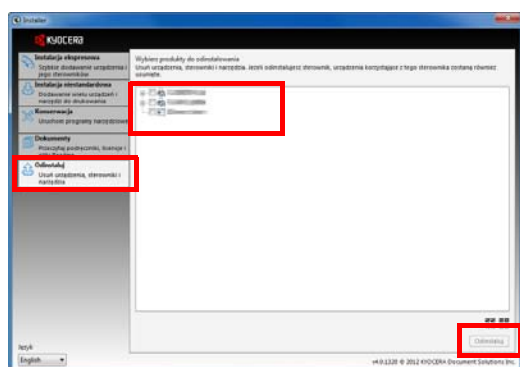 Installer
KYOCERA
Instalacja ekspresowa
Szybkie dodawanie urządzenia i
jego sterowników
Instalacja niestandardowa
Dodawanie wielu urządzeń i
narzędzi do drukowania
Konserwacja
Uruchom programy narzędziowe
Dokumenty
Przeczytaj podręczniki, licencje i
Odinstaluj
Usuń urządzenia, sterowniki i
narzędzia
Wybierz produkty do odinstalowania
Usuń urządzenia, sterowniki i narzędzia. Jeżeli odinstalujesz sterownik, urządzenia korzystające z tego sterownika zostaną również
usunięte.
Odinstaluj
Język
English
v4.0.1320 © 2012 KYOCERA Document Solutions Inc.